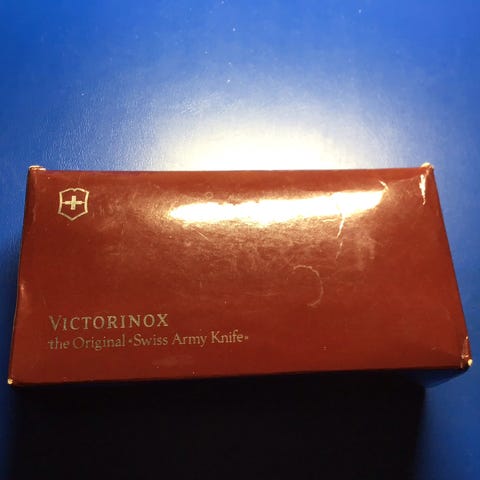 VICTORINOX
the Original «Swiss Army Knife»